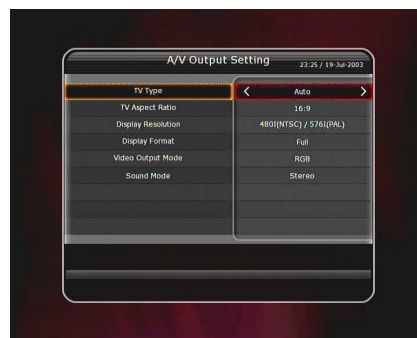 A/V Output Setting
23:25 / 19-Jul-2003
TV Type
Auto
TV Aspect Ratio
16:9
Display Resolution
480I(NTSC) / 576I(PAL)
Display Format
Full
Video Output Mode
RGB
Sound Mode
Stereo